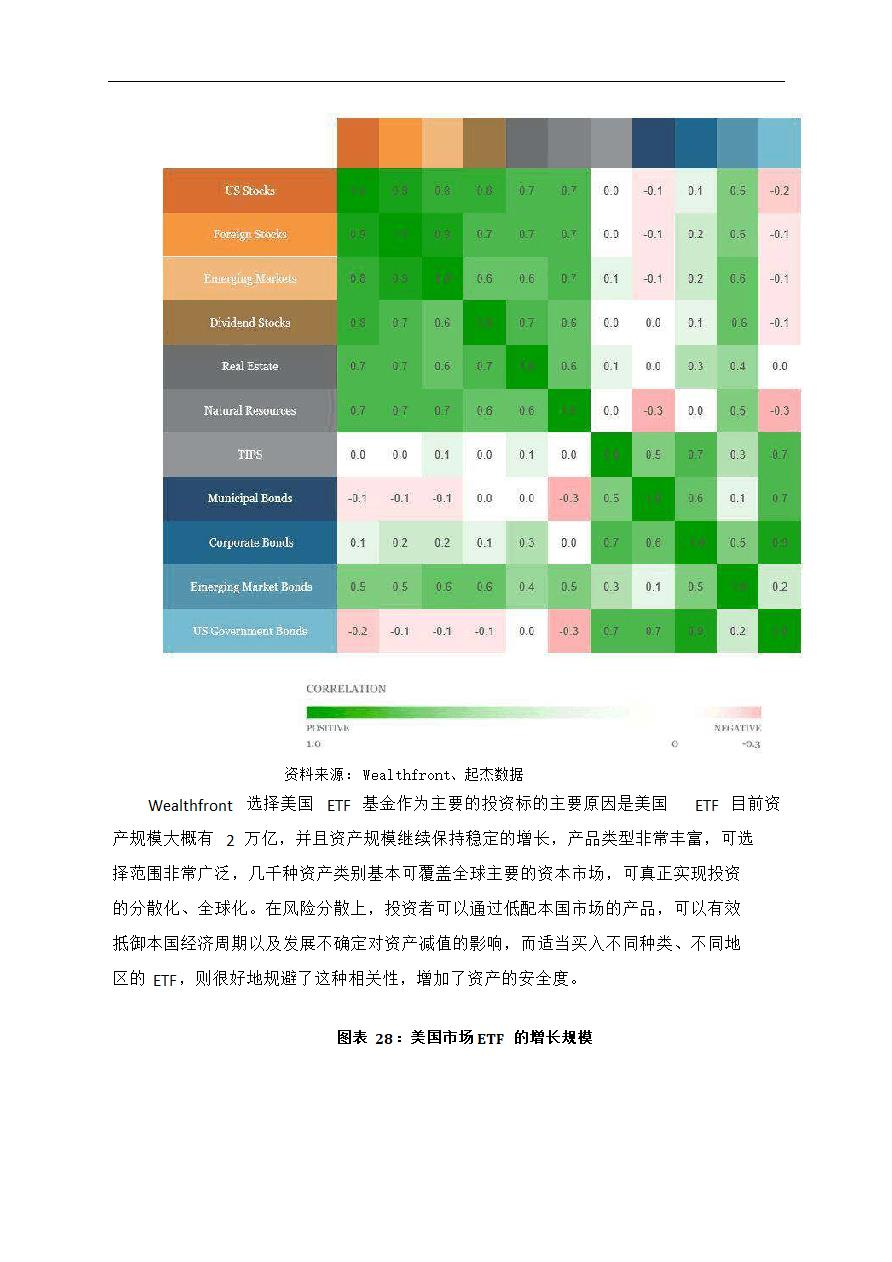 US Stocks 0.8 0.8 0.7 0.7 0.0 -0.1 0.1 0.5 -0.2
Foreign Stocks 0.9 0.7 0.7 0.7 0.0 -0.1 0.2 -0.1
Emerging Markets 0.8 0.9 0.6 0.6 0.7 0.1 -0.1 0.2 0.6 -0.1
Dividend Stocks 0.8 0.7 0.6 0.7 0.6 0.0 0.0 0.1 0.6 -0.1
Real Estate 0.7 0.7 0.6 0.7 0.6 0.1 0.0 0.3 0.4 0.0
Natural Resources 0.7 0.7 0.7 0.6 0.6 0.0 -0.3 0.0 0.5 -0.3
TIPS 0.0 0.0 0.1 0.0 0.1 0.0 0.5 0.7 0.3 0.7
Municipal Bonds -0.1 -0.1 -0.1 0.0 0.0 -0.3 0.5 0.6 0.1 0.7
Corporate Bonds 0.1 0.2 0.2 0.1 0.3 0.0 0.7 0.6 0.5 0.9
Emerging Market Bonds 0.5 0.5 0.6 0.6 0.4 0.5 0.3 0.1 0.5 0.2
US Government Bonds -0.2 -0.1 -0.1 -0.1 0.0 -0.3 0.7 0.7 0.9 0.2
CORRELATION
POSITIVE NEGATIVE
1.0 0 -0.3
资料来源：Wealthfront、起杰数据
Wealthfront 选择美国 ETF 基金作为主要的投资标的主要原因是美国 ETF 目前资
产规模大概有 2 万亿，并且资产规模继续保持稳定的增长，产品类型非常丰富，可选
择范围非常广泛，几千种资产类别基本可覆盖全球主要的资本市场，可真正实现投资
的分散化、全球化。在风险分散上，投资者可以通过低配本国市场的产品，可以有效
抵御本国经济周期以及发展不确定对资产减值的影响，而适当买入不同种类、不同地
区的 ETF，则很好地规避了这种相关性，增加了资产的安全度。
图表 28：美国市场 ETF 的增长规模